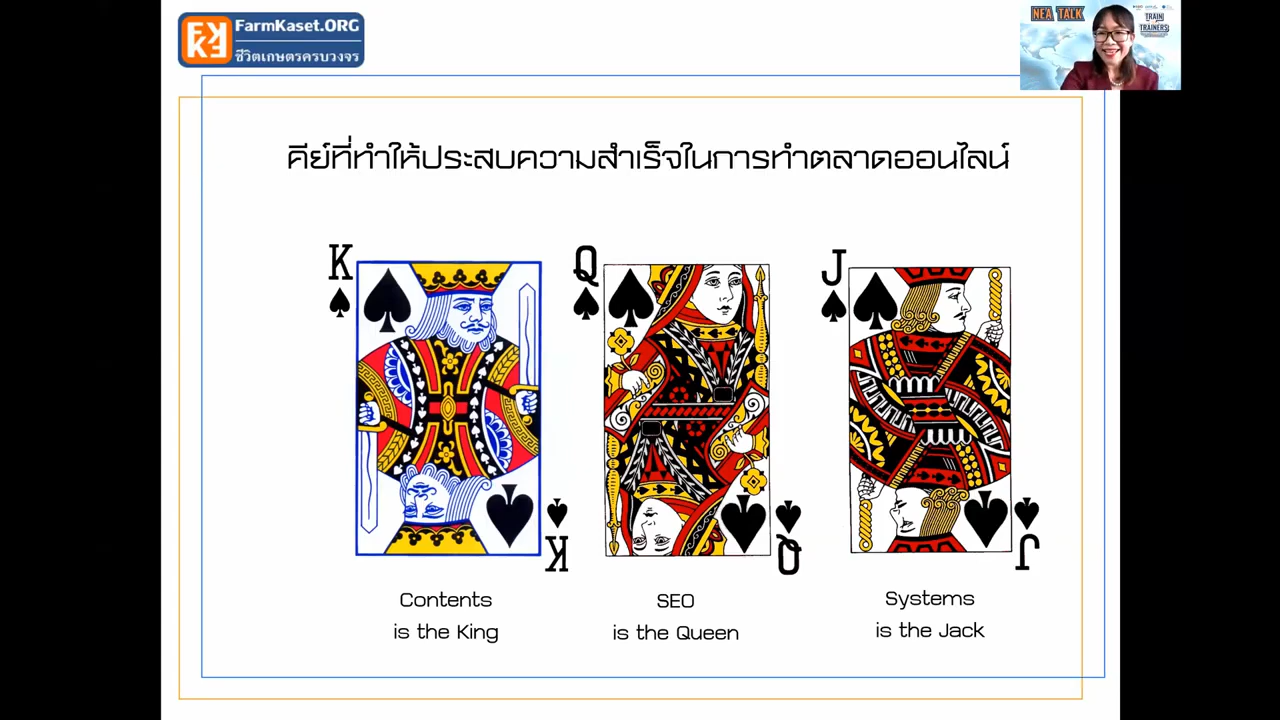 FarmKaset.ORG
ชีวิตเกษตรครบวงจร
NEA TALK
TRAIN
TRAINERS
คีย์ที่ทำให้ประสบความสำเร็จในการทำตลาดออนไลน์
K
Q
J
K
Q
J
Contents
is the King
SEO
is the Queen
Systems
is the Jack